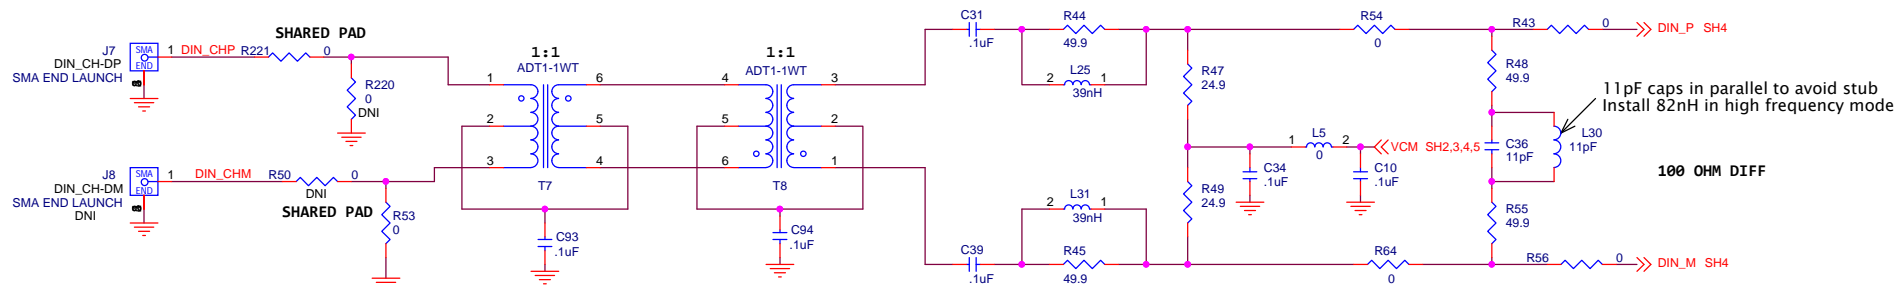 SHARED PAD
J7
DIN_CH-DP
SMA END LAUNCH
SMA
END
1
DIN_CHP
R221
0
R220
0
DNI
J8
DIN_CH-DM
SMA END LAUNCH
DNI
SMA
END
1
DIN_CHM
R50
0
DNI
SHARED PAD
R53
0
1:1
ADT1-1WT
1
2
3
6
5
4
T7
C93
.1uF
1:1
ADT1-1WT
4
5
6
3
2
1
T8
C94
.1uF
C31
.1uF
R44
49.9
2
L25
1
39nH
C39
.1uF
2
L31
1
39nH
R45
49.9
R47
24.9
R49
24.9
C34
.1uF
1
L5
2
0
VCM SH2,3,4,5
C10
.1uF
R54
0
R64
0
R43
0
DIN_P SH4
R48
49.9
11pF caps in parallel to avoid stub
Install 82nH in high frequency mode
C36
11pF
L30
11pF
100 OHM DIFF
R55
49.9
R56
0
DIN_M SH4